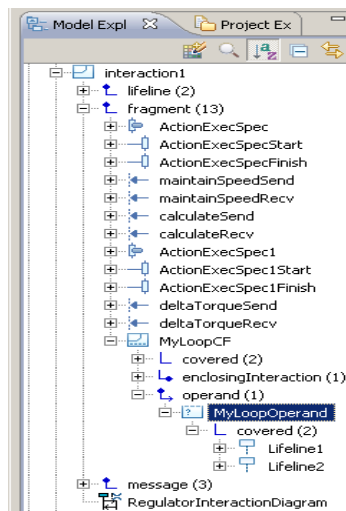 Model Expl Project Ex
interaction1
lifeline (2)
fragment (13)
ActionExecSpec
ActionExecSpecStart
ActionExecSpecFinish
maintainSpeedSend
maintainSpeedRecv
calculateSend
calculateRecv
ActionExecSpec1
ActionExecSpec1Start
ActionExecSpec1Finish
deltaTorqueSend
deltaTorqueRecv
MyLoopCF
covered (2)
enclosingInteraction (1)
operand (1)
MyLoopOperand
covered (2)
Lifeline1
Lifeline2
message (3)
RegulatorInteractionDiagram